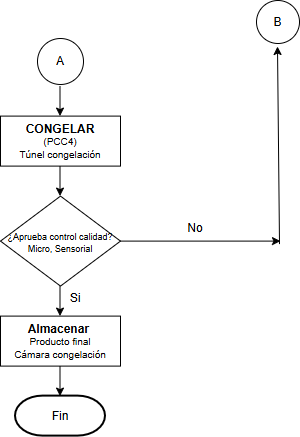 B
A
CONGELAR
(PCC4)
Túnel congelación
¿Aprueba control calidad?
Micro, Sensorial
No
Si
Almacenar
Producto final
Cámara congelación
Fin